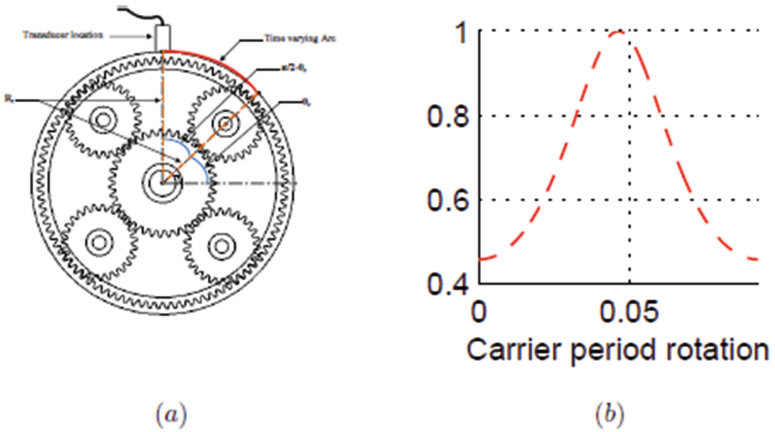 Transducer location
Time varying Arc
π/2-θ
R
θ
1
0.8
0.6
0.4
0
0.05
Carrier period rotation
(a)
(b)